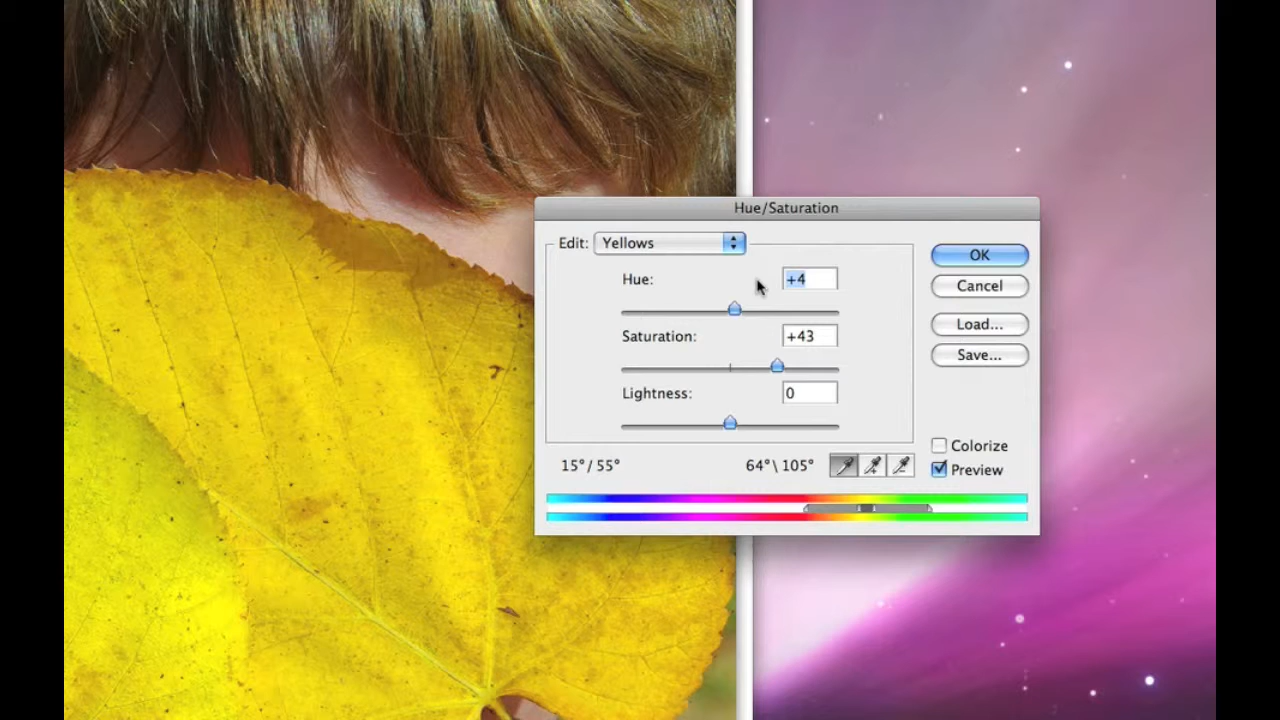 Hue/Saturation
Edit: Yellows
OK
Hue: +4
Cancel
Load...
Saturation: +43
Save...
Lightness: 0
Colorize
15°/ 55° 64°\ 105°
Preview